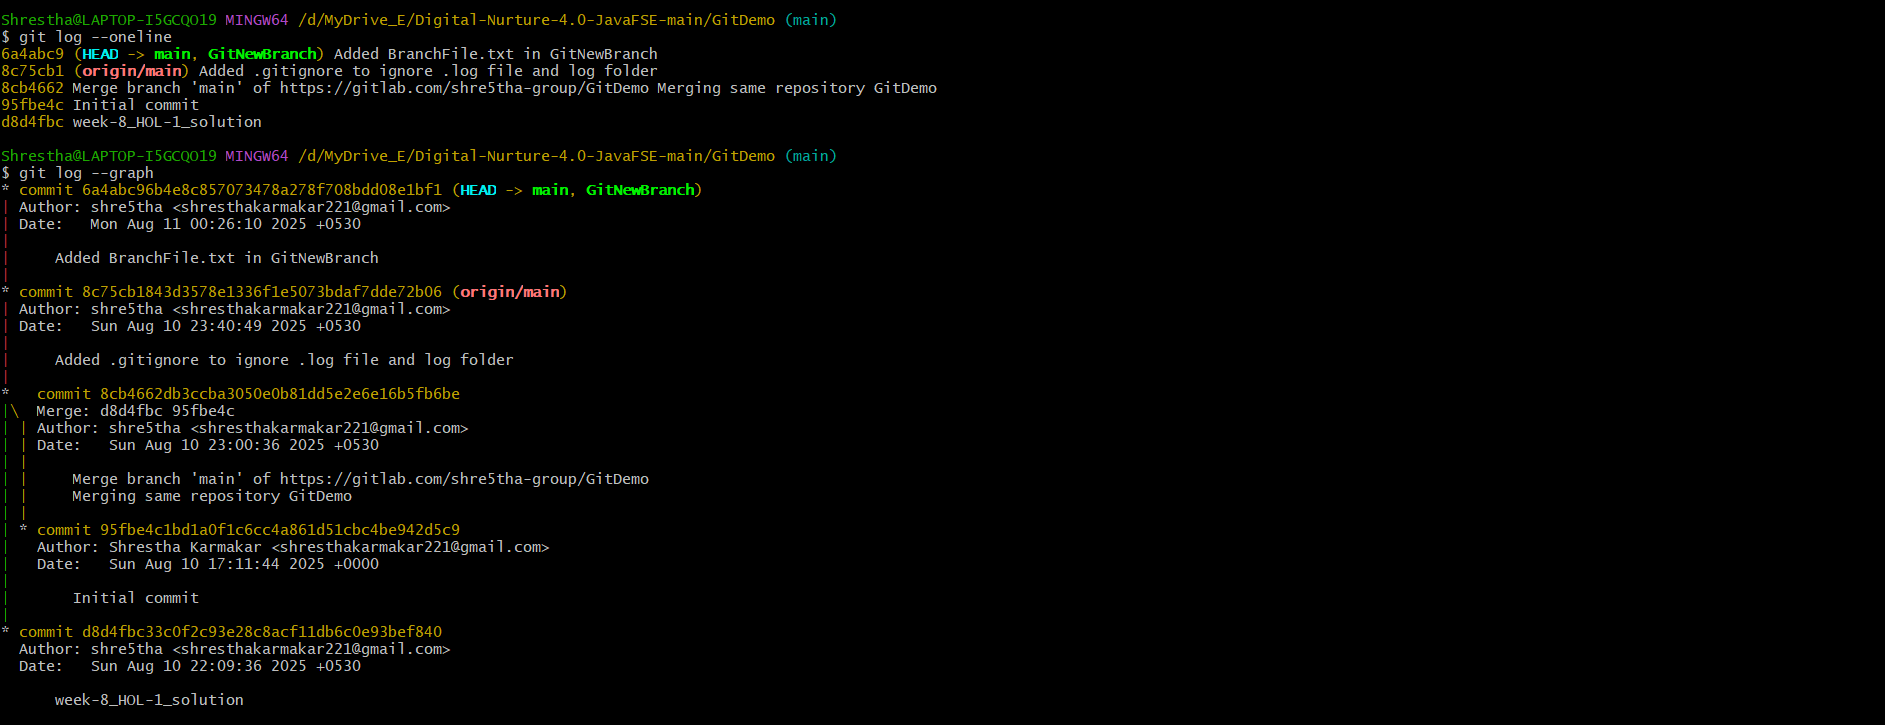 Shrestha@LAPTOP-I5GCQO19 MINGW64 /d/MyDrive_E/Digital-Nurture-4.0-JavaFSE-main/GitDemo (main)
$ git log --oneline
6a4abc9 (HEAD -> main, GitNewBranch) Added BranchFile.txt in GitNewBranch
8c75cb1 (origin/main) Added .gitignore to ignore .log file and log folder
8cb4662 Merge branch 'main' of https://gitlab.com/shre5tha-group/GitDemo Merging same repository GitDemo
95fbe4c Initial commit
d8d4fbc week-8_HOL-1_solution
Shrestha@LAPTOP-I5GCQO19 MINGW64 /d/MyDrive_E/Digital-Nurture-4.0-JavaFSE-main/GitDemo (main)
$ git log --graph
* commit 6a4abc96b4e8c857073478a278f708bdd08e1bf1 (HEAD -> main, GitNewBranch)
| Author: shre5tha <shresthakarmakar221@gmail.com>
| Date:   Mon Aug 11 00:26:10 2025 +0530
|
|     Added BranchFile.txt in GitNewBranch
|
* commit 8c75cb1843d3578e1336f1e5073bdaf7dde72b06 (origin/main)
| Author: shre5tha <shresthakarmakar221@gmail.com>
| Date:   Sun Aug 10 23:40:49 2025 +0530
|
|     Added .gitignore to ignore .log file and log folder
|
*   commit 8cb4662db3ccba3050e0b81dd5e2e6e16b5fb6be
|\  Merge: d8d4fbc 95fbe4c
| | Author: shre5tha <shresthakarmakar221@gmail.com>
| | Date:   Sun Aug 10 23:00:36 2025 +0530
| |
| |     Merge branch 'main' of https://gitlab.com/shre5tha-group/GitDemo
| |     Merging same repository GitDemo
| |
| * commit 95fbe4c1bd1a0f1c6cc4a861d51cbc4be942d5c9
|   Author: Shrestha Karmakar <shresthakarmakar221@gmail.com>
|   Date:   Sun Aug 10 17:11:44 2025 +0000
|
|       Initial commit
|
* commit d8d4fbc33c0f2c93e28c8acf11db6c0e93bef840
  Author: shre5tha <shresthakarmakar221@gmail.com>
  Date:   Sun Aug 10 22:09:36 2025 +0530
      week-8_HOL-1_solution